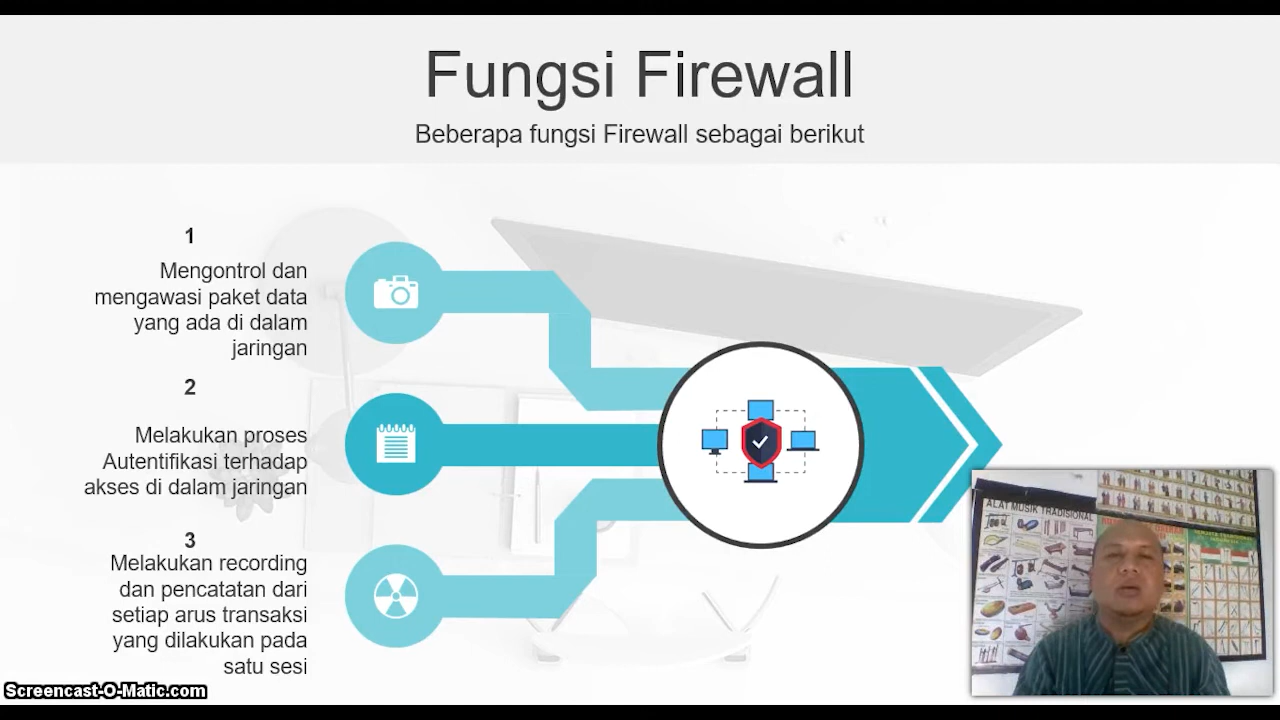 Fungsi Firewall
Beberapa fungsi Firewall sebagai berikut
1
Mengontrol dan
mengawasi paket data
yang ada di dalam
jaringan
2
Melakukan proses
Autentifikasi terhadap
akses di dalam jaringan
3
Melakukan recording
dan pencatatan dari
setiap arus transaksi
yang dilakukan pada
satu sesi
ALAT MUSIK TRADISIONAL
Screencast-O-Matic.com